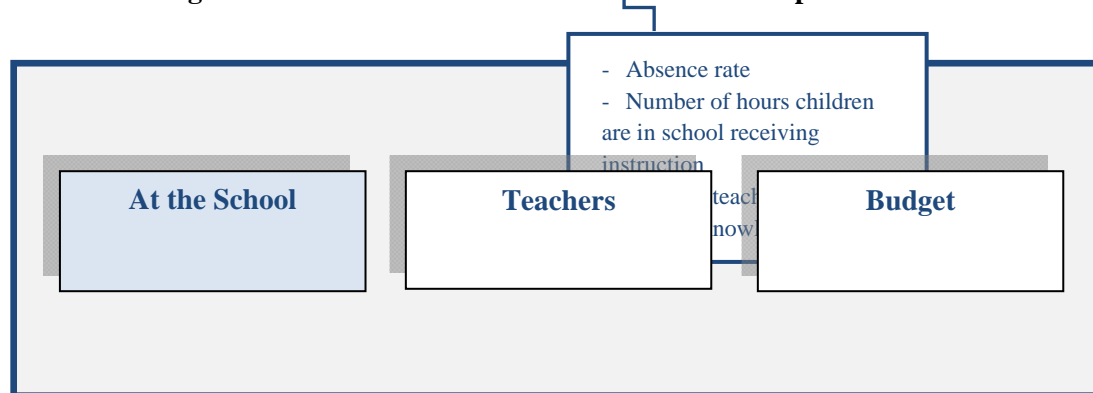 - Absence rate
- Number of hours children
are in school receiving
instruction
At the School
Teachers
Budget